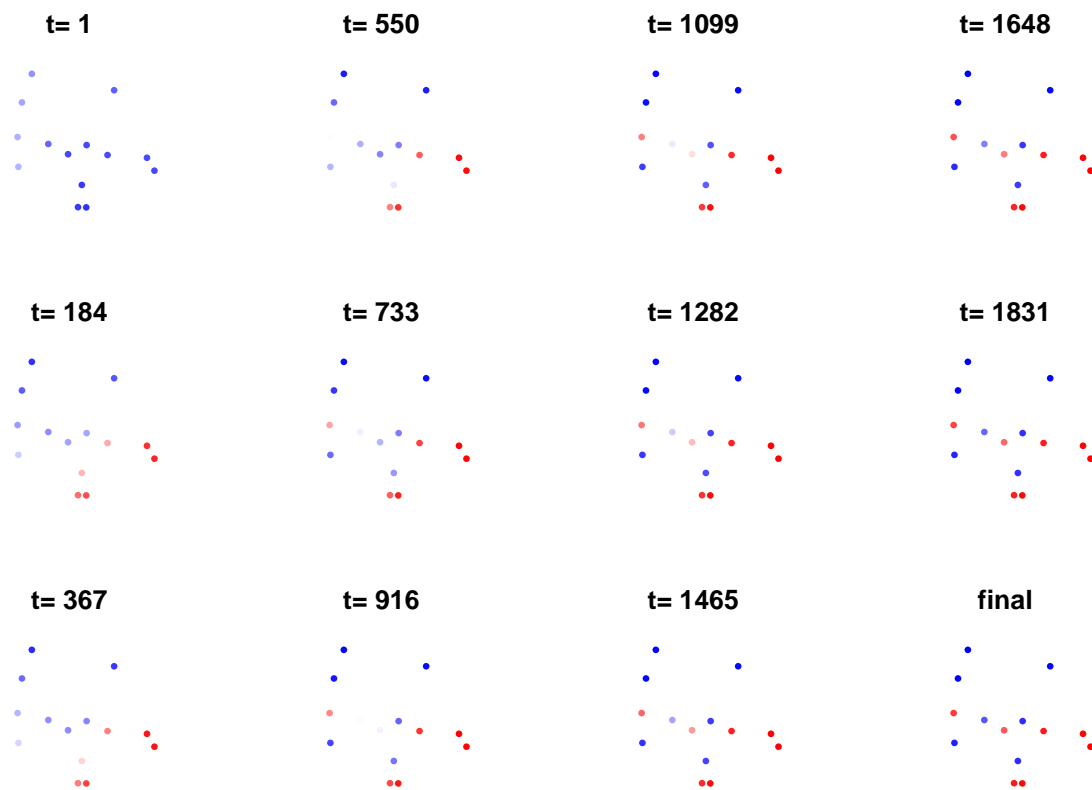 t= 1
t= 550
t= 1099
t= 1648
t= 184
t= 733
t= 1282
t= 1831
t= 367
t= 916
t= 1465
final